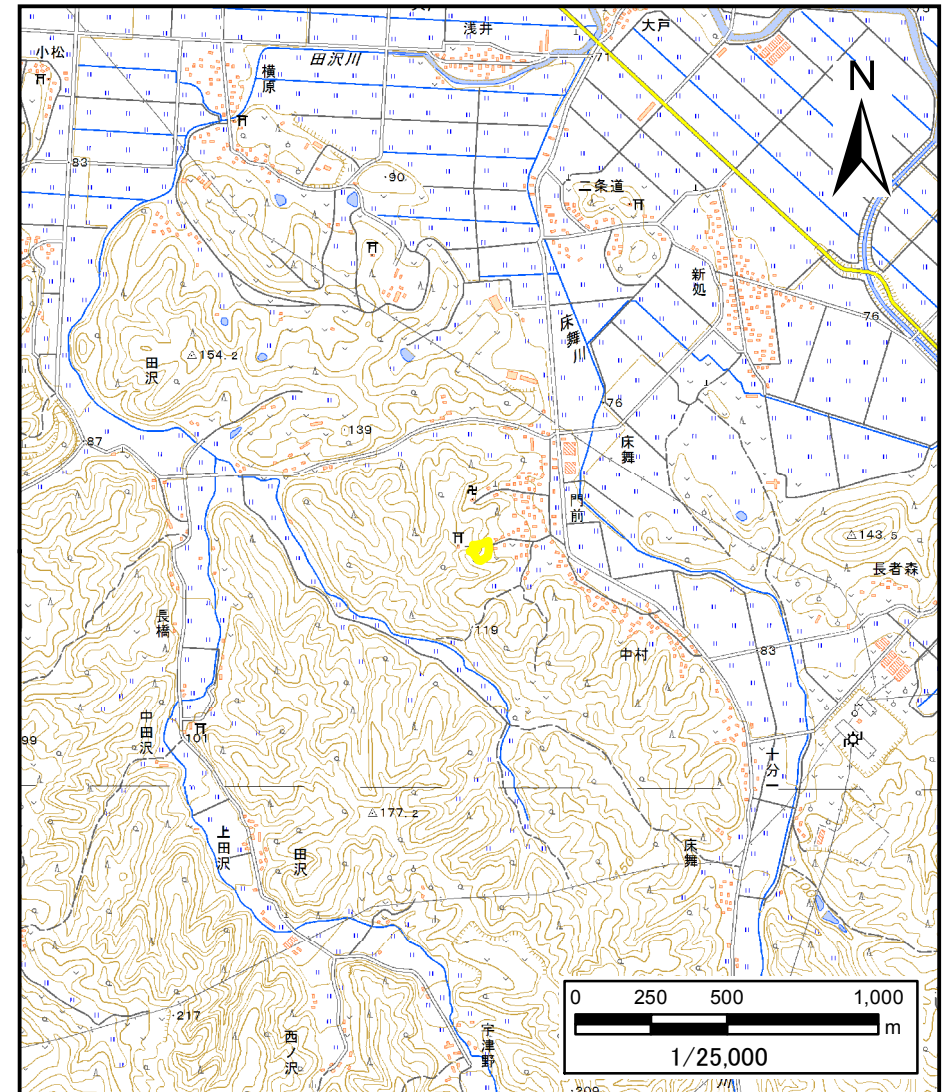 浅井
大戸
小松
田沢川
横原
71
N
83
90
二条道
新処
床舞川
76
154.2
田沢
76
139
床舞
87
門前
143.5
長者森
長橋
119
中村
83
中田沢
99
101
十分一
177.2
上田沢
田沢
床舞
217
西ノ沢
宇津野
0 250 500 1,000
m
1/25,000
209
川